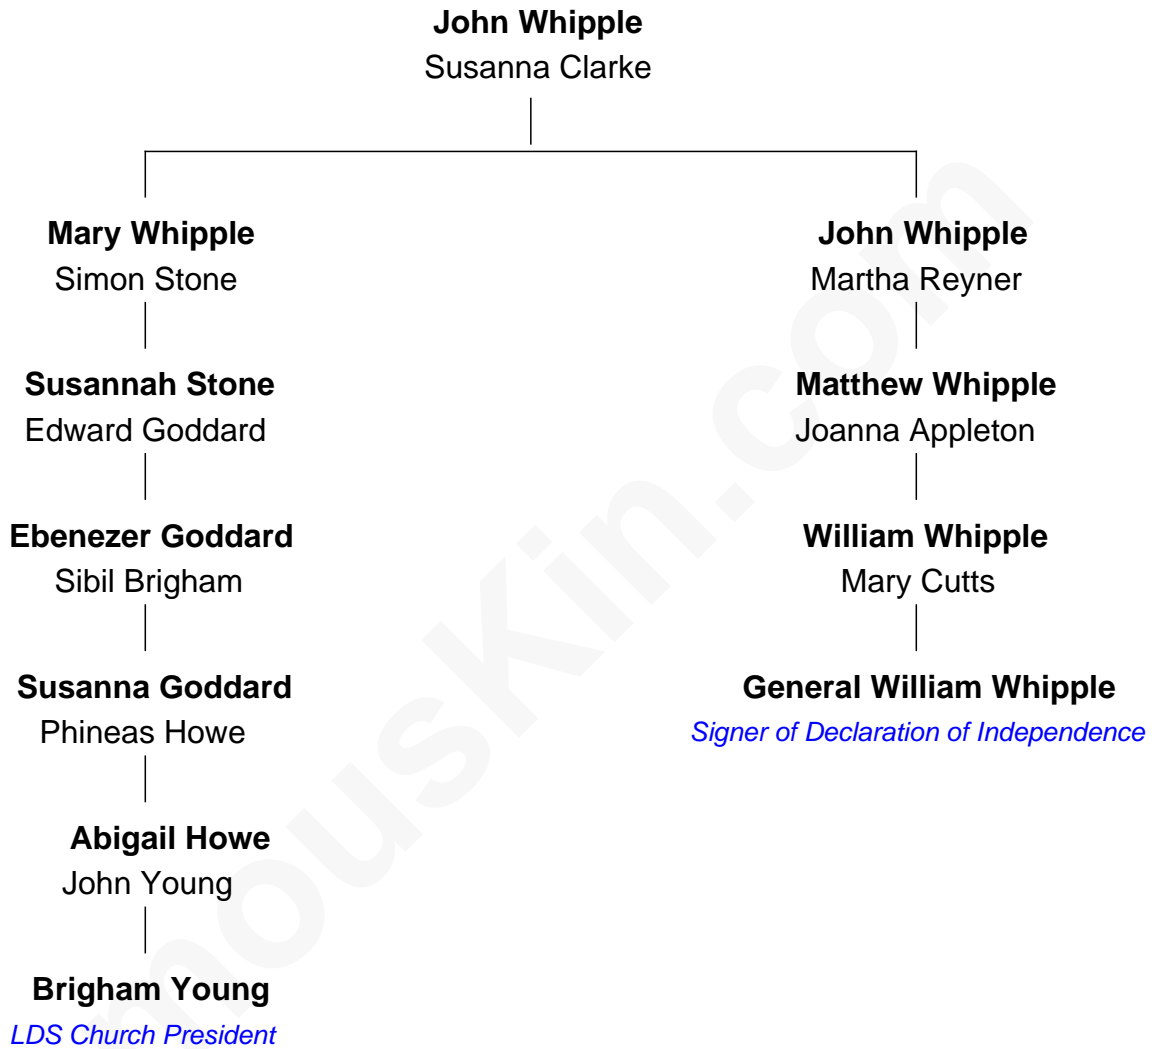 John Whipple
Susanna Clarke
Mary Whipple
Simon Stone
John Whipple
Martha Reyner
Susannah Stone
Edward Goddard
Matthew Whipple
Joanna Appleton
Ebenezer Goddard
Sibil Brigham
William Whipple
Mary Cutts
Susanna Goddard
Phineas Howe
General William Whipple
Signer of Declaration of Independence
Abigail Howe
John Young
Brigham Young
LDS Church President
mouskin.com